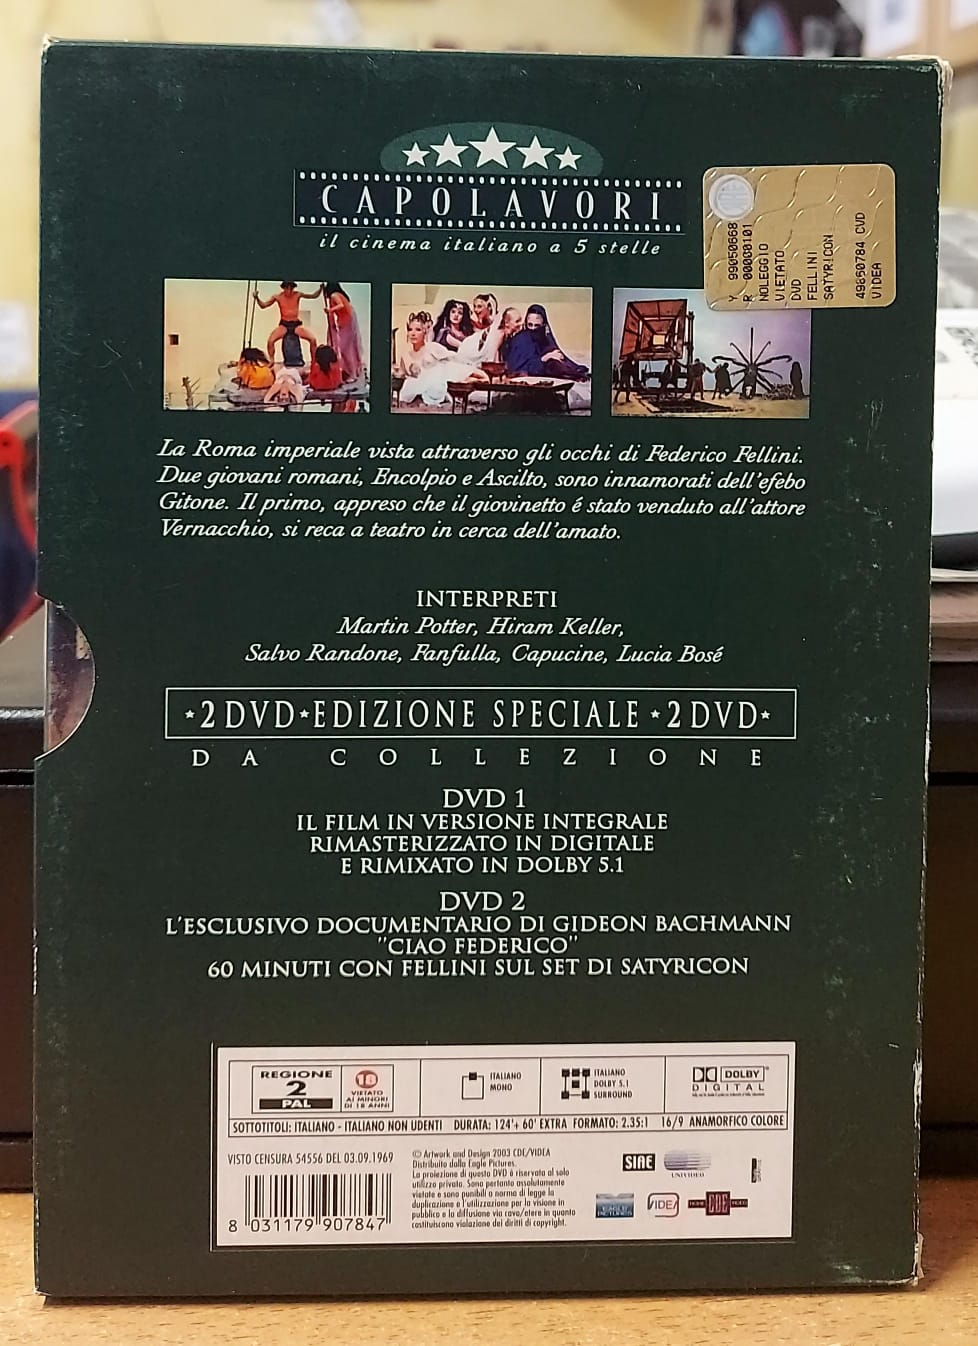 CAPOLAVORI
il cinema italiano a 5 stelle
Y 99050668
R 00000101
NOLEGGIO
VIETATO
DVD
FELLINI
SATYRICON
49860784 CVD
VIDEA
La Roma imperiale vista attraverso gli occhi di Federico Fellini.
Due giovani romani, Encolpio e Ascilto, sono innamorati dell'efebo
Gitone. Il primo, appreso che il giovinetto é stato venduto all'attore
Vernacchio, si reca a teatro in cerca dell'amato.
INTERPRETI
Martin Potter, Hiram Keller,
Salvo Randone, Fanfulla, Capucine, Lucia Bosé
*2 DVD*EDIZIONE SPECIALE *2 DVD*
DA COLLEZIONE
DVD 1
IL FILM IN VERSIONE INTEGRALE
RIMASTERIZZATO IN DIGITALE
E RIMIXATO IN DOLBY 5.1
DVD 2
L'ESCLUSIVO DOCUMENTARIO DI GIDEON BACHMANN
"CIAO FEDERICO"
60 MINUTI CON FELLINI SUL SET DI SATYRICON
REGIONE
2
PAL
18
VIETATO
AI MINORI
DI 18 ANNI
ITALIANO
MONO
ITALIANO
DOLBY 5.1
SURROUND
DOLBY
DIGITAL
SOTTOTITOLI: ITALIANO - ITALIANO NON UDENTI DURATA: 124'+ 60' EXTRA FORMATO: 2.35:1 16/9 ANAMORFICO COLORE
VISTO CENSURA 54556 DEL 03.09.1969
8 031179 907847
© Artwork and Design 2003 CDE/VIDEA
Distribuito dalla Eagle Pictures.
La proiezione di questo DVD è riservata al solo
utilizzo privato. Sono pertanto assolutamente
vietate e sono punibili a norma di legge la
duplicazione e l'utilizzazione per la visione in
pubblico e la diffusione via cavo/etere in quanto
costituiscono violazione dei diritti di copyright.
SIAE
UNIVIDEO
EAGLE
PICTURES
VIDEA
HOME CDE VIDEO